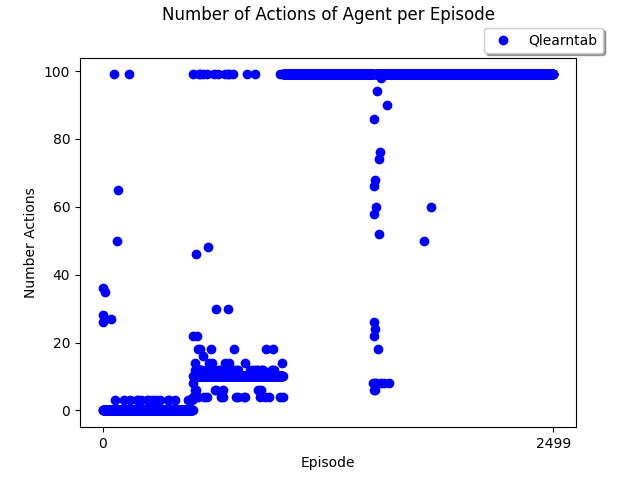 Number of Actions of Agent per Episode
Qlearntab
100
80
60
40
20
0
Number Actions
0
2499
Episode